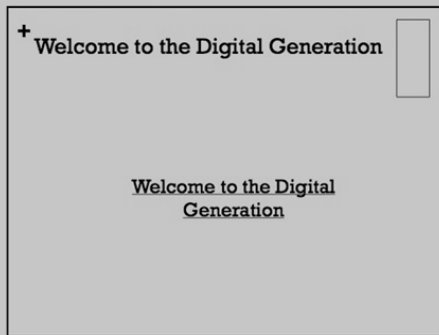 +
Welcome to the Digital Generation
Welcome to the Digital
Generation